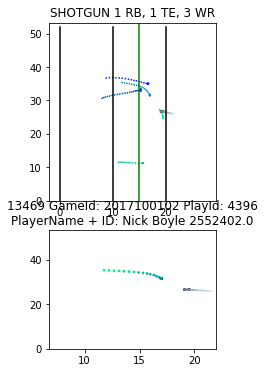 SHOTGUN 1 RB, 1 TE, 3 WR
50
40
30
20
10
0
0 10 20
13469 GameId: 2017100102 PlayId: 4396
PlayerName + ID: Nick Boyle 2552402.0
40
20
0
10 15 20